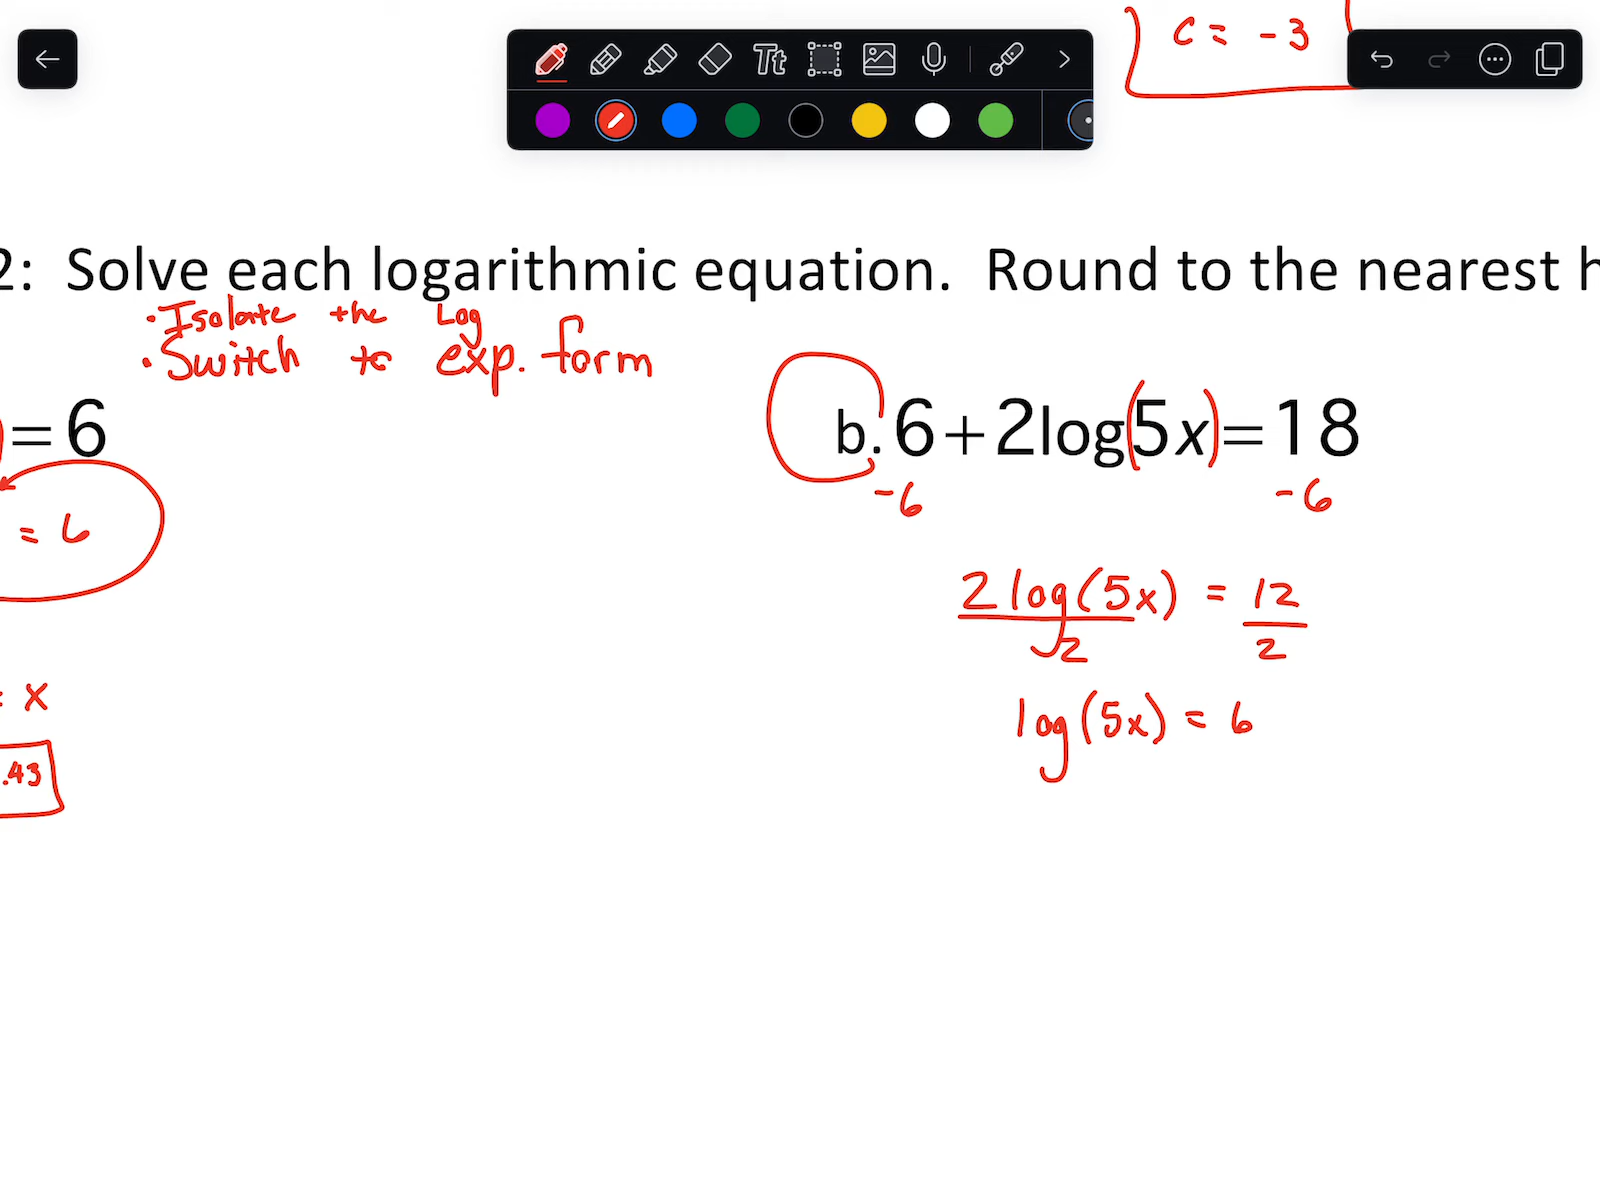 Tt
c = -3
2: Solve each logarithmic equation. Round to the nearest h
• Isolate the Log
• Switch to exp. form
) = 6
b. 6+2log(5x)=18
-6 -6
= 6
2log(5x) = 12
2 2
log(5x) = 6
= x
.43